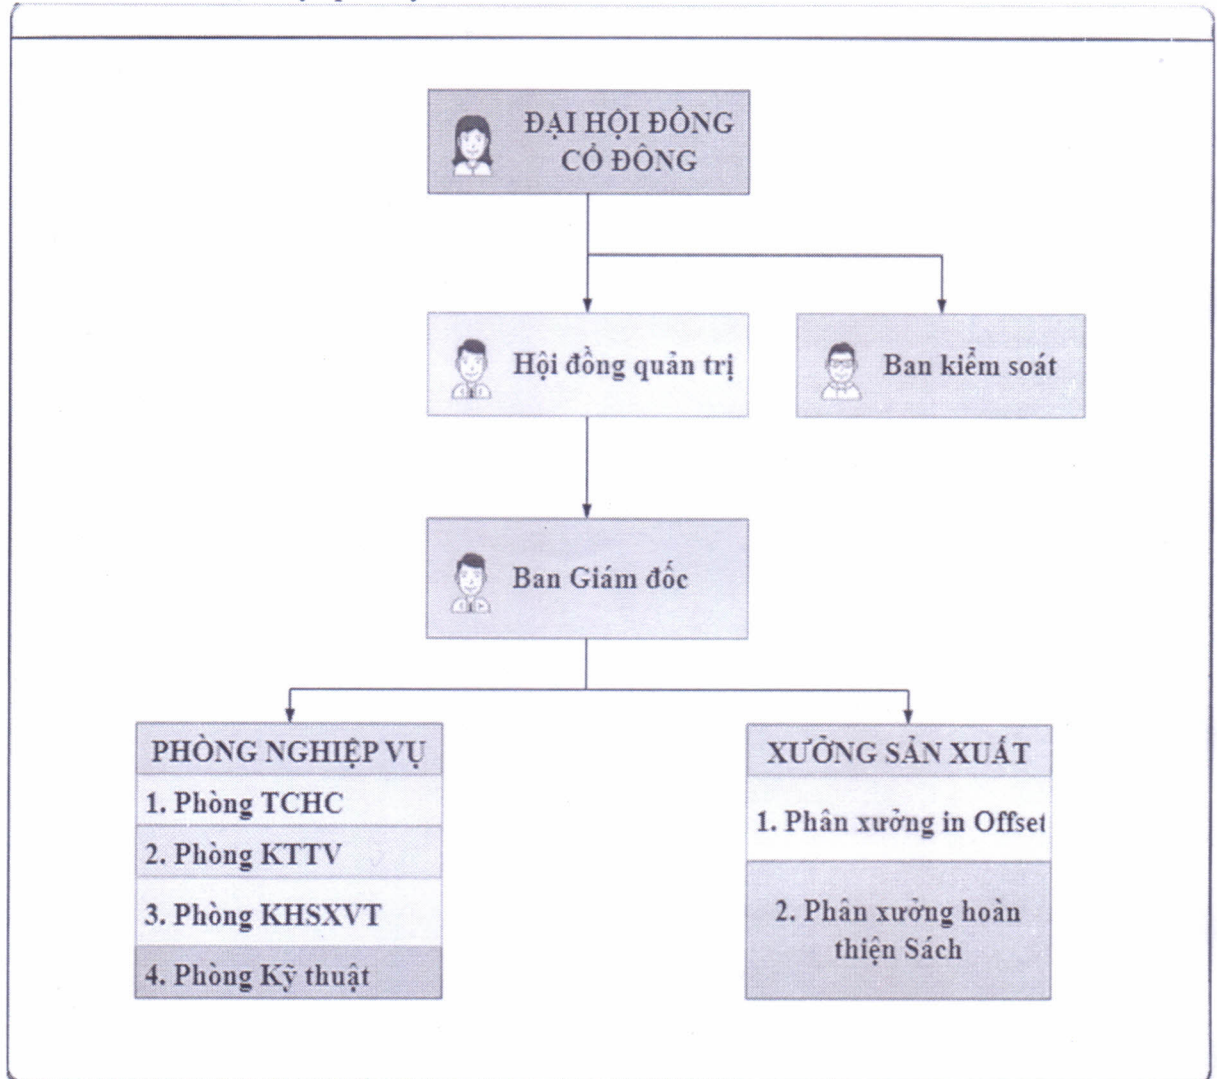 ĐẠI HỘI ĐỒNG
CỔ ĐÔNG
Hội đồng quản trị
Ban kiểm soát
Ban Giám đốc
PHÒNG NGHIỆP VỤ
1. Phòng TCHC
2. Phòng KTTV
3. Phòng KHSXVT
4. Phòng Kỹ thuật
XƯỞNG SẢN XUẤT
1. Phân xưởng in Offset
2. Phân xưởng hoàn
thiện Sách